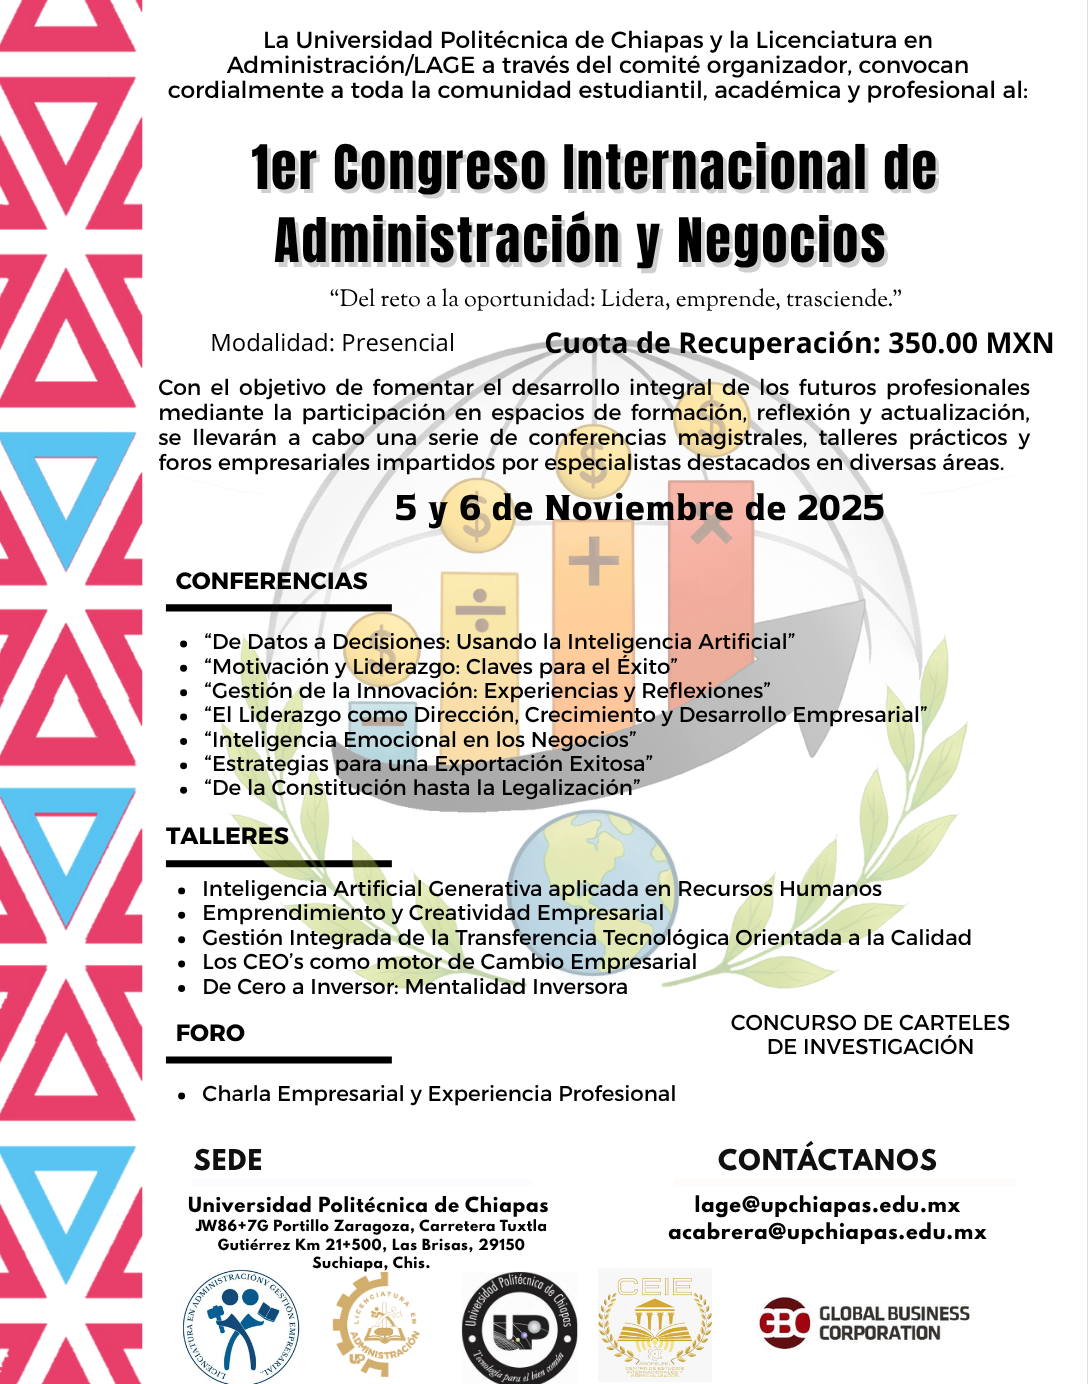 La Universidad Politécnica de Chiapas y la Licenciatura en
Administración/LAGE a través del comité organizador, convocan
cordialmente a toda la comunidad estudiantil, académica y profesional al:
1er Congreso Internacional de
Administración y Negocios
“Del reto a la oportunidad: Lidera, emprende, trasciende.”
Modalidad: Presencial
Cuota de Recuperación: 350.00 MXN
Con el objetivo de fomentar el desarrollo integral de los futuros profesionales
mediante la participación en espacios de formación, reflexión y actualización,
se llevarán a cabo una serie de conferencias magistrales, talleres prácticos y
foros empresariales impartidos por especialistas destacados en diversas áreas.
5 y 6 de Noviembre de 2025
CONFERENCIAS
• “De Datos a Decisiones: Usando la Inteligencia Artificial”
• “Motivación y Liderazgo: Claves para el Éxito”
• “Gestión de la Innovación: Experiencias y Reflexiones”
• “El Liderazgo como Dirección, Crecimiento y Desarrollo Empresarial”
• “Inteligencia Emocional en los Negocios”
• “Estrategias para una Exportación Exitosa”
• “De la Constitución hasta la Legalización”
TALLERES
• Inteligencia Artificial Generativa aplicada en Recursos Humanos
• Emprendimiento y Creatividad Empresarial
• Gestión Integrada de la Transferencia Tecnológica Orientada a la Calidad
• Los CEO’s como motor de Cambio Empresarial
• De Cero a Inversor: Mentalidad Inversora
FORO
• Charla Empresarial y Experiencia Profesional
CONCURSO DE CARTELES
DE INVESTIGACIÓN
SEDE
Universidad Politécnica de Chiapas
JW86+7G Portillo Zaragoza, Carretera Tuxtla
Gutiérrez Km 21+500, Las Brisas, 29150
Suchiapa, Chis.
CONTÁCTANOS
lage@upchiapas.edu.mx
acabrera@upchiapas.edu.mx
LICENCIATURA EN ADMINISTRACIÓN Y GESTIÓN EMPRESARIAL
LICENCIATURA EN
ADMINISTRACIÓN
UP
Universidad Politécnica de Chiapas
UP
Tecnología para el bien común
CEIE
GLOBAL BUSINESS
CORPORATION